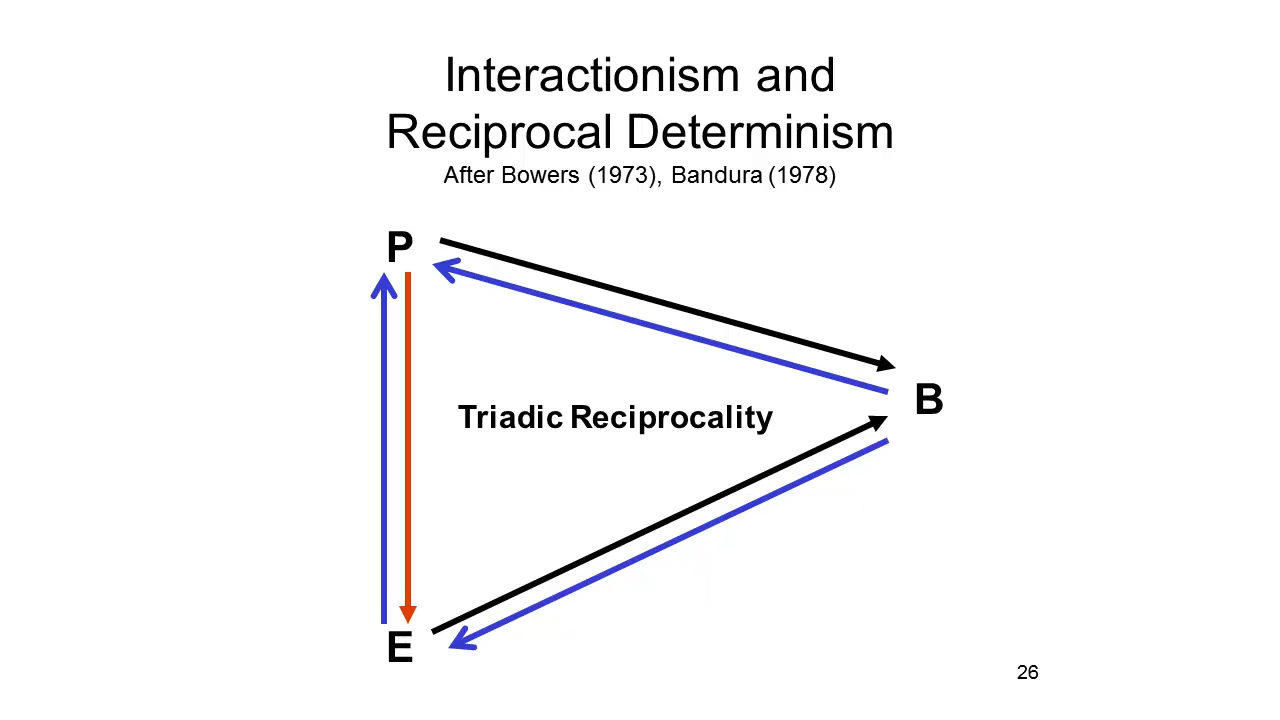 Interactionism and
Reciprocal Determinism
After Bowers (1973), Bandura (1978)
P
B
Triadic Reciprocality
E
26